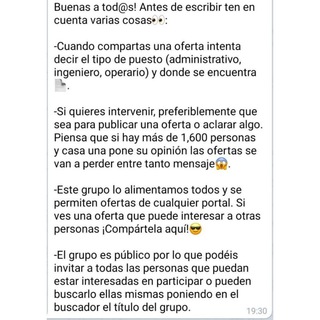 Buenas a tod@s! Antes de escribir ten en
cuenta varias cosas👀:
-Cuando compartas una oferta intenta
decir el tipo de puesto (administrativo,
ingeniero, operario) y donde se encuentra
📄.
-Si quieres intervenir, preferiblemente que
sea para publicar una oferta o aclarar algo.
Piensa que si hay más de 1,600 personas
y casa una pone su opinión las ofertas se
van a perder entre tanto mensaje😱.
-Este grupo lo alimentamos todos y se
permiten ofertas de cualquier portal. Si
ves una oferta que puede interesar a otras
personas ¡Compártela aquí!😎
-El grupo es público por lo que podéis
invitar a todas las personas que puedan
estar interesadas en participar o pueden
buscarlo ellas mismas poniendo en el
buscador el título del grupo.
19:30